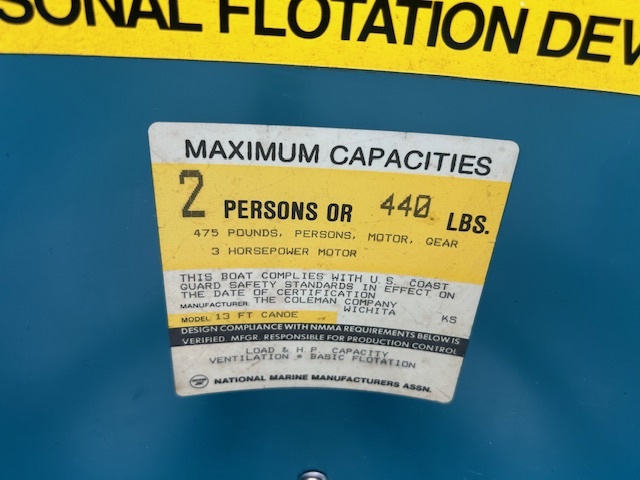 SONAL FLOTATION DEV
MAXIMUM CAPACITIES
2 PERSONS OR 440 LBS.
475 POUNDS, PERSONS, MOTOR, GEAR
3 HORSEPOWER MOTOR
THIS BOAT COMPLIES WITH U.S. COAST
GUARD SAFETY STANDARDS IN EFFECT ON
THE DATE OF CERTIFICATION
MANUFACTURER: THE COLEMAN COMPANY
WICHITA KS
MODEL 13 FT CANOE
DESIGN COMPLIANCE WITH NMMA REQUIREMENTS BELOW IS
VERIFIED. MFGR. RESPONSIBLE FOR PRODUCTION CONTROL
LOAD & H.P. CAPACITY
VENTILATION * BASIC FLOTATION
NATIONAL MARINE MANUFACTURERS ASSN.